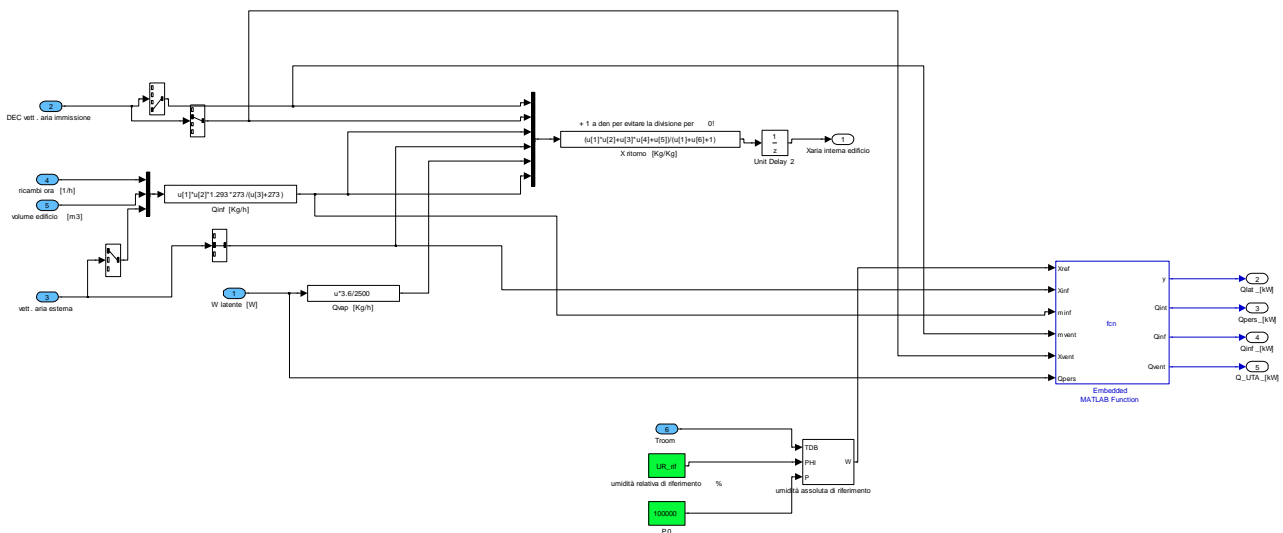 2
DEC vett . aria immissione
+ 1 a den per evitare la divisione per 0!
(u[1]*u[2]+u[3]*u[4]+u[5])/(u[1]+u[6]+1)
X ritorno [Kg/Kg]
1
z
Unit Delay 2
1
Xaria interna edificio
4
ricambi ora [1/h]
5
volume edificio [m3]
u[1]*u[2]*1.293*273/(u[3]+273)
Qinf [Kg/h]
3
vett . aria esterna
1
W latente [W]
u*3.6/2500
Qvap [Kg/h]
Xref
Xinf
minf
mvent
Xvent
Qpers
fcn
y
Qint
Qinf
Qvent
Embedded
MATLAB Function
2
Qlat_[kW]
3
Qpers_[kW]
4
Qinf_[kW]
5
Q_UTA_[kW]
6
Troom
UR_rif
umidità relativa di riferimento %
100000
P0
TDB
PHI
P
W
umidità assoluta di riferimento